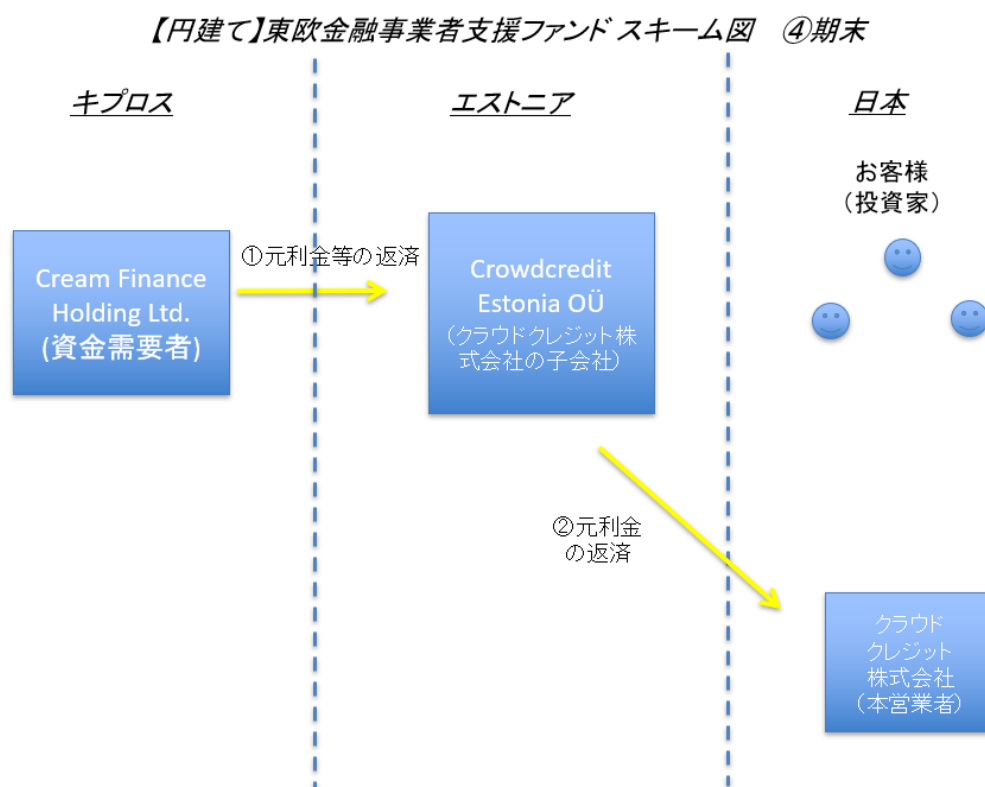 【円建て】東欧金融事業者支援ファンド スキーム図　④期末
キプロス
エストニア
日本
お客様
（投資家）
Cream Finance
Holding Ltd.
(資金需要者)
①元利金等の返済
Crowdcredit
Estonia OÜ
（クラウドクレジット株
式会社の子会社）
②元利金
の返済
クラウド
クレジット
株式会社
（本営業者）